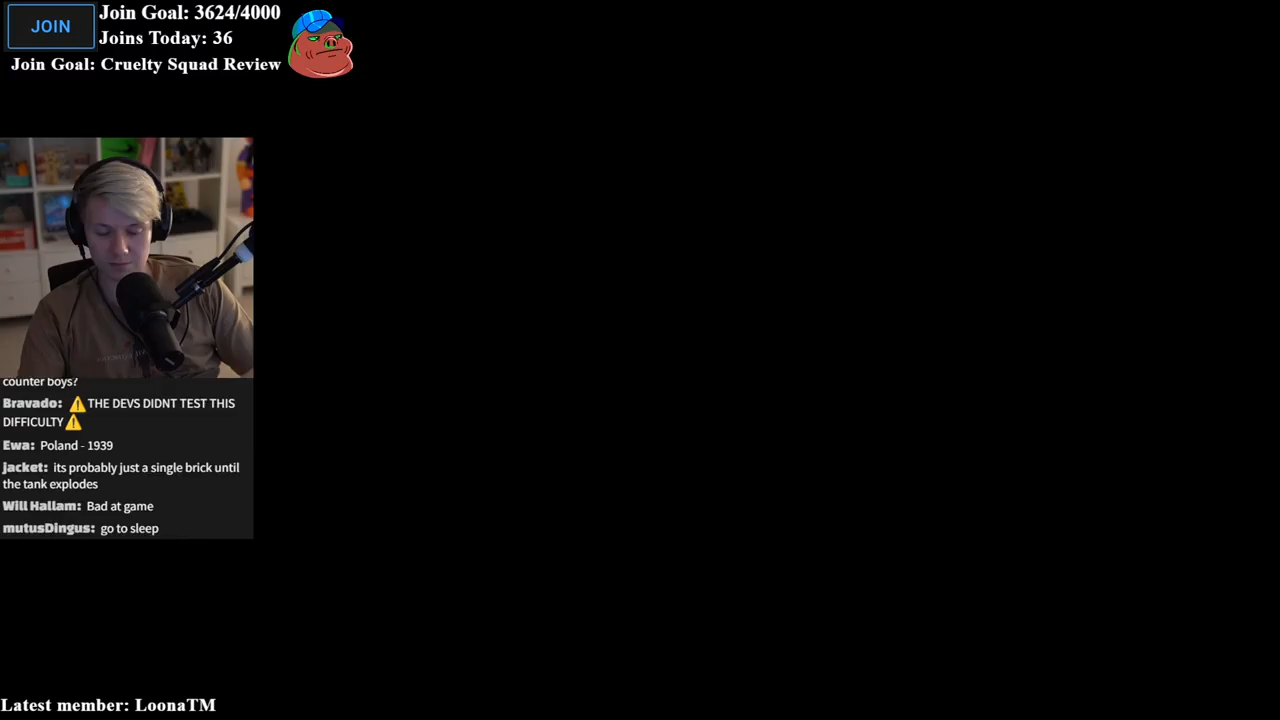 JOIN
Join Goal: 3624/4000
Joins Today: 36
Join Goal: Cruelty Squad Review
counter boys?
Bravado: ⚠️THE DEVS DIDNT TEST THIS
DIFFICULTY⚠️
Ewa: Poland - 1939
jacket: its probably just a single brick until
the tank explodes
Will Hallam: Bad at game
mutusDingus: go to sleep
Latest member: LoonaTM